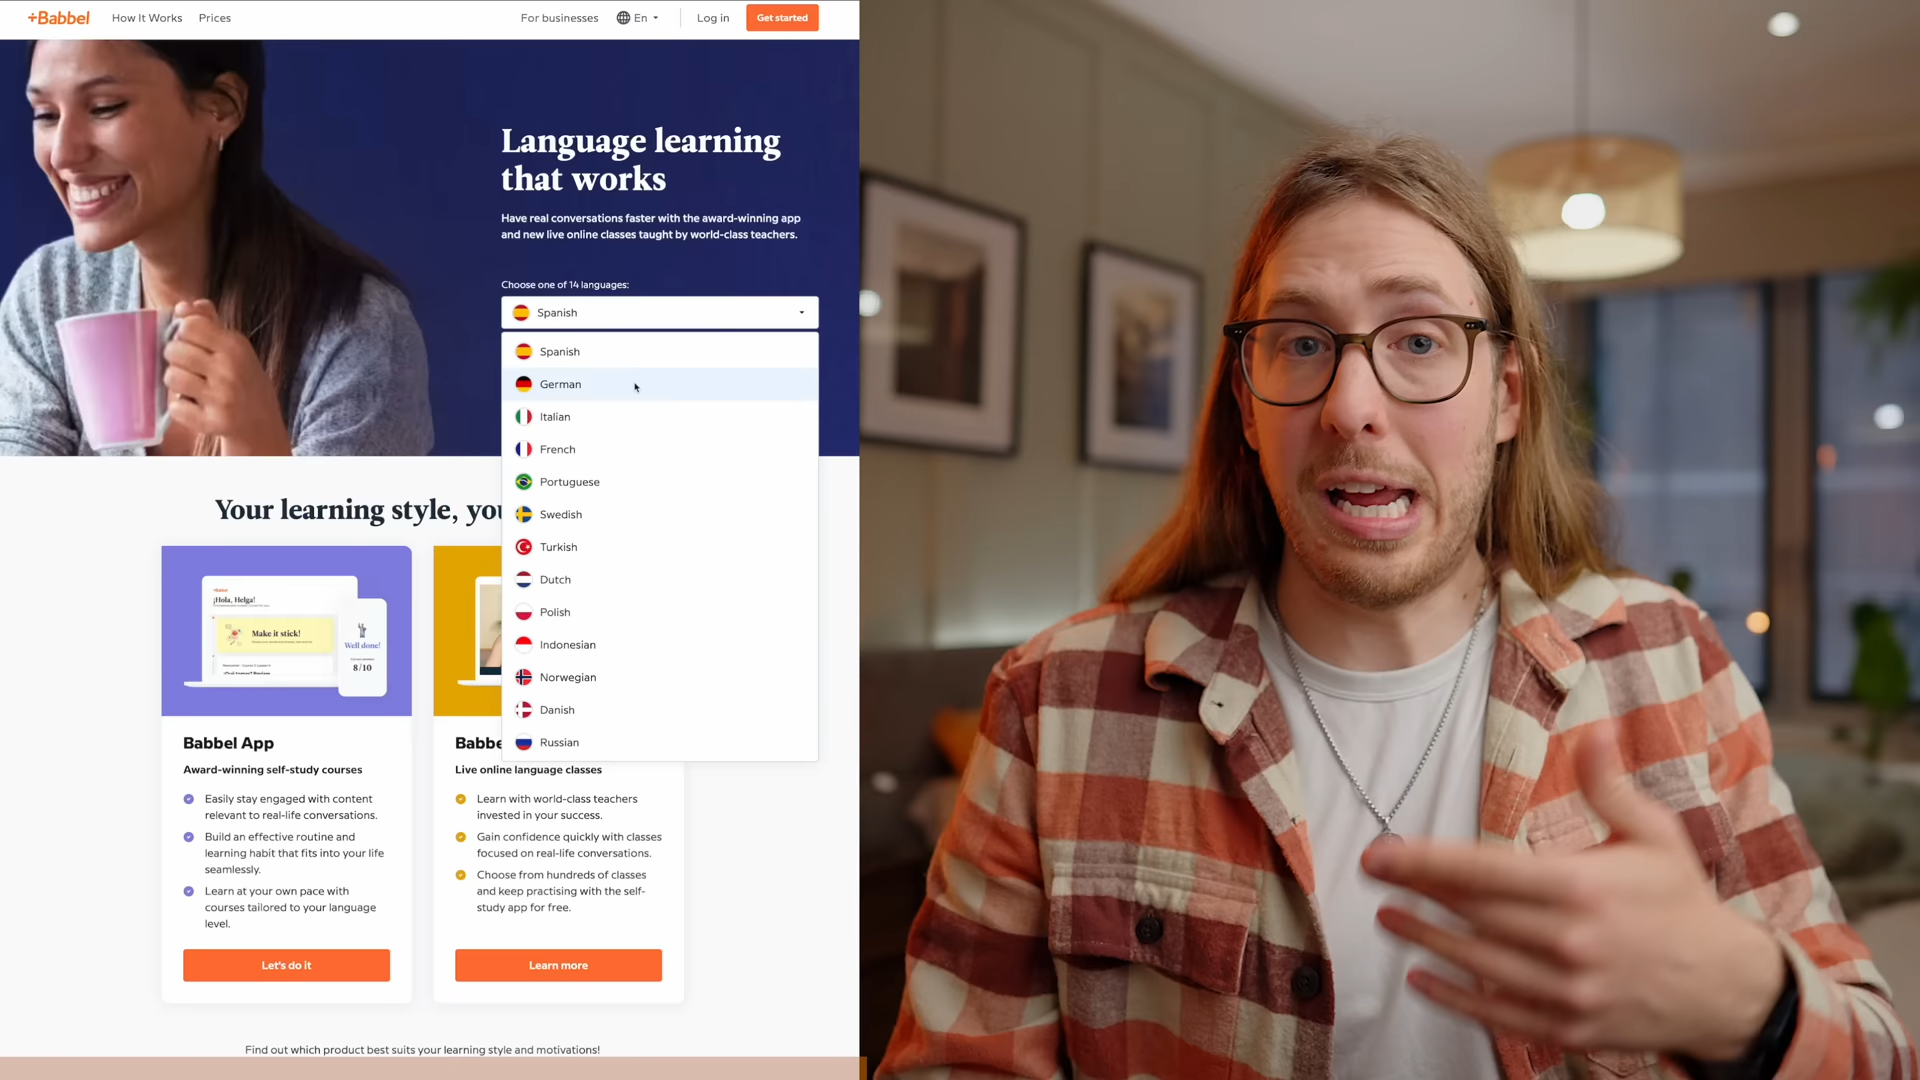 +Babbel
How It Works
Prices
For businesses
En
Log in
Get started
Language learning
that works
Have real conversations faster with the award-winning app
and new live online classes taught by world-class teachers.
Choose one of 14 languages:
Spanish
Spanish
German
Italian
French
Portuguese
Swedish
Turkish
Dutch
Polish
Indonesian
Norwegian
Danish
Russian
Your learning style, you
¡Hola, Helga!
Make it stick!
Well done!
8/10
Babbel App
Award-winning self-study courses
Easily stay engaged with content
relevant to real-life conversations.
Build an effective routine and
learning habit that fits into your life
seamlessly.
Learn at your own pace with
courses tailored to your language
level.
Let's do it
Babbe
Live online language classes
Learn with world-class teachers
invested in your success.
Gain confidence quickly with classes
focused on real-life conversations.
Choose from hundreds of classes
and keep practising with the self-
study app for free.
Learn more
Find out which product best suits your learning style and motivations!